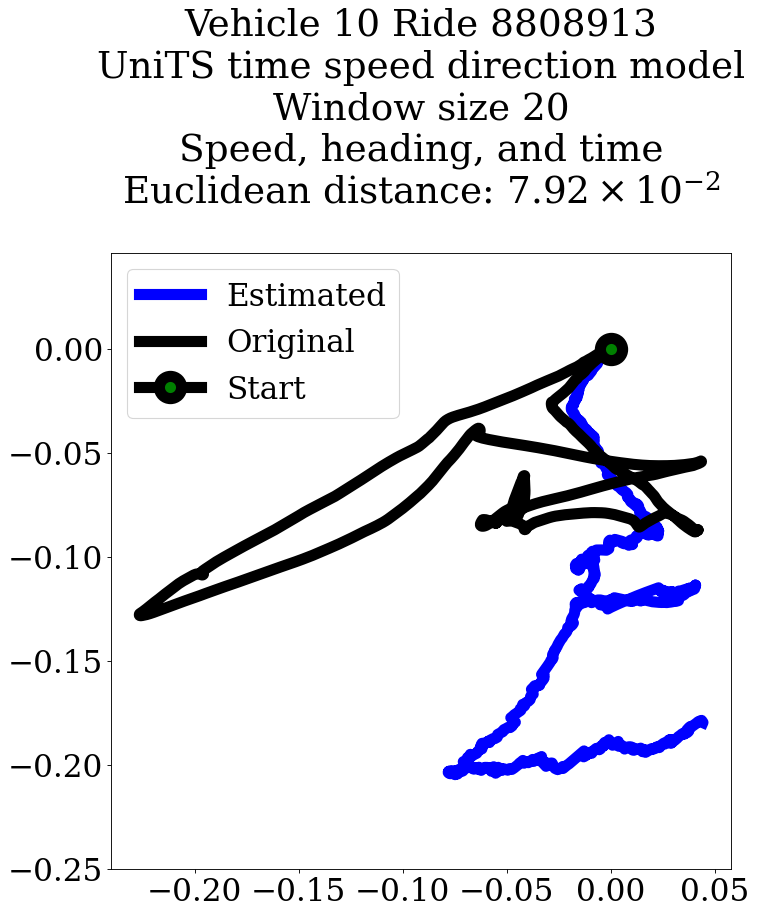 Vehicle 10 Ride 8808913
UniTS time speed direction model
Window size 20
Speed, heading, and time
Euclidean distance: 7.92 × 10⁻²
Estimated
Original
Start
0.00
−0.05
−0.10
−0.15
−0.20
−0.25
−0.20 −0.15 −0.10 −0.05 0.00 0.05